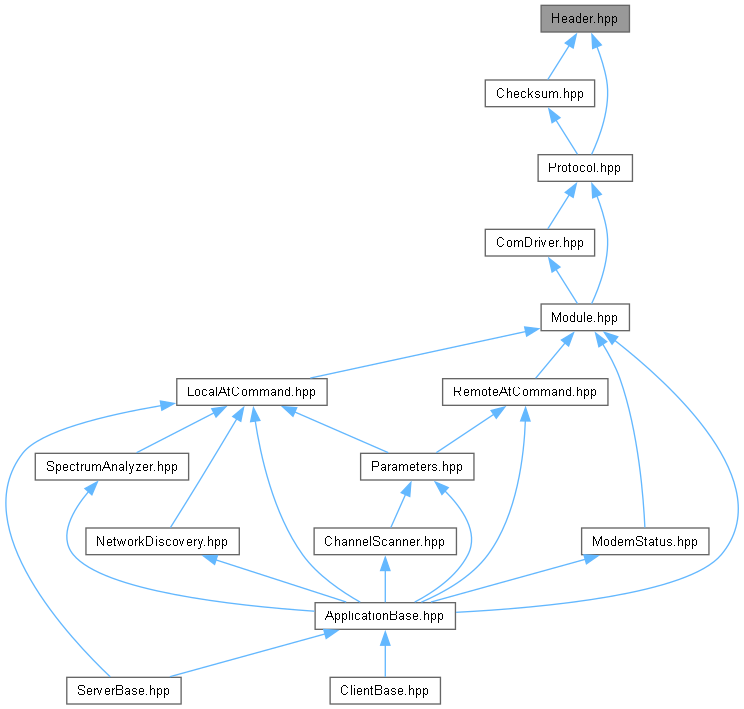 Header.hpp
Checksum.hpp
Protocol.hpp
ComDriver.hpp
Module.hpp
LocalAtCommand.hpp
RemoteAtCommand.hpp
SpectrumAnalyzer.hpp
Parameters.hpp
NetworkDiscovery.hpp
ChannelScanner.hpp
ModemStatus.hpp
ApplicationBase.hpp
ServerBase.hpp
ClientBase.hpp